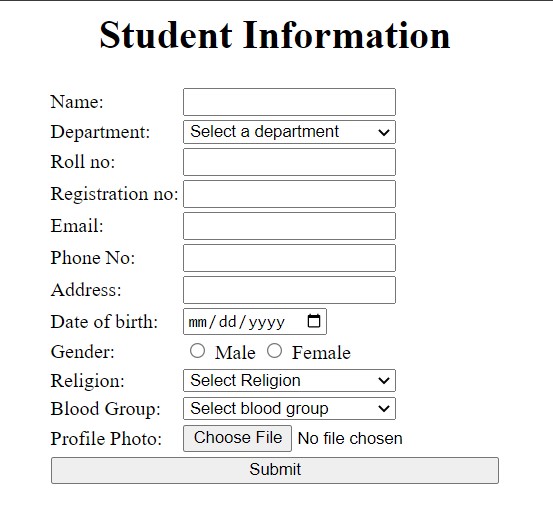 Student Information
Name:
Department: Select a department
Roll no:
Registration no:
Email:
Phone No:
Address:
Date of birth: mm/dd/yyyy
Gender: Male Female
Religion: Select Religion
Blood Group: Select blood group
Profile Photo: Choose File No file chosen
Submit